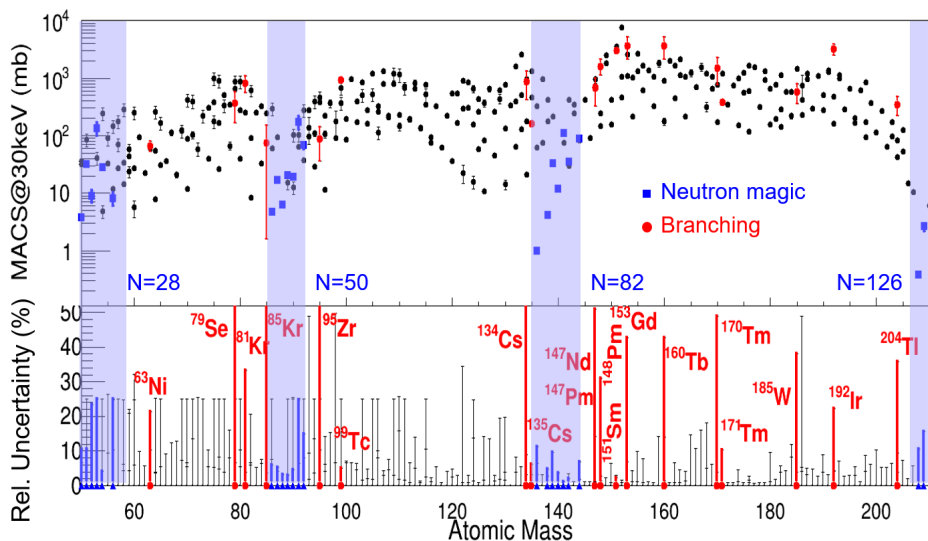 10⁴
10³
10²
10
1
MACS@30keV (mb)
Neutron magic
Branching
N=28
N=50
N=82
N=126
50
40
30
20
10
0
Rel. Uncertainty (%)
⁶³Ni
⁷⁹Se
⁸¹Kr
⁸⁵Kr
⁹⁵Zr
⁹⁹Tc
¹³⁴Cs
¹³⁵Cs
¹⁴⁷Nd
¹⁴⁷Pm
¹⁴⁸Pm
¹⁵¹Sm
¹⁵³Gd
¹⁶⁰Tb
¹⁷⁰Tm
¹⁷¹Tm
¹⁸⁵W
¹⁹²Ir
²⁰⁴Tl
60
80
100
120
140
160
180
200
Atomic Mass